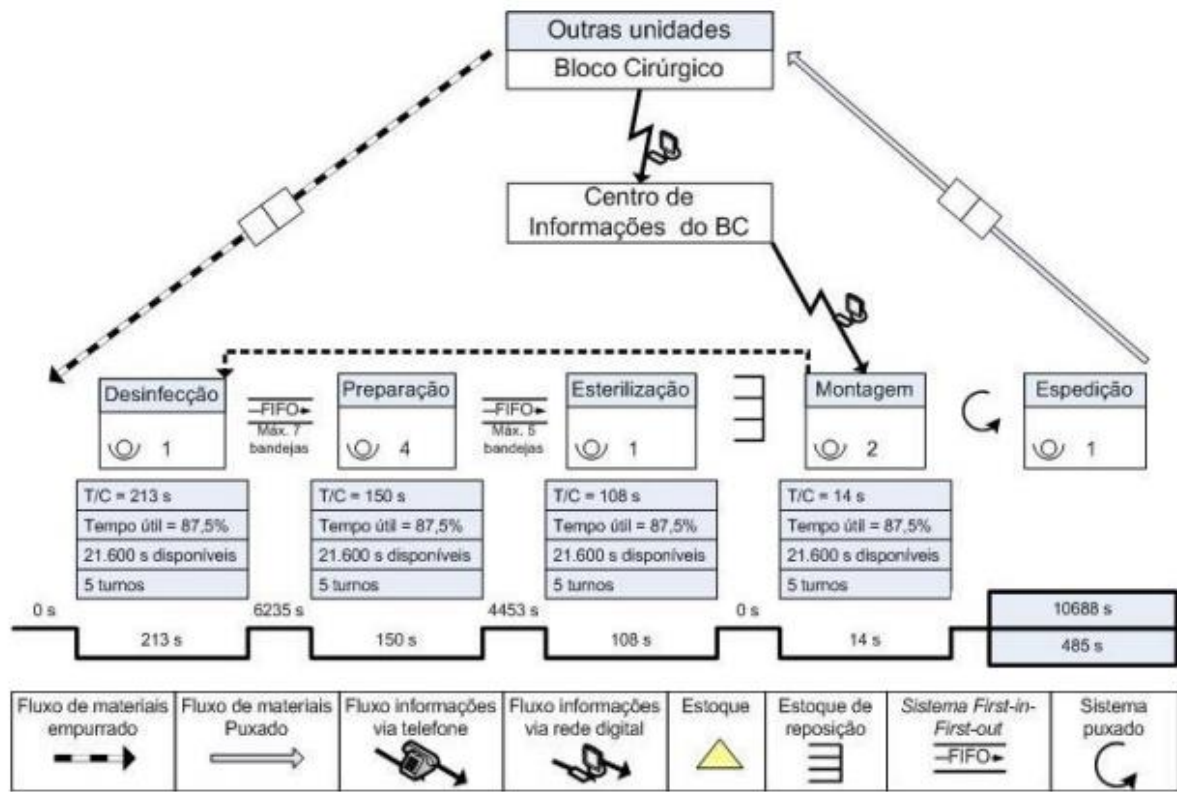 Outras unidades
Bloco Cirúrgico
Centro de
Informações do BC
Desinfecção
1
FIFO
Máx. 7
bandejas
Preparação
4
FIFO
Máx. 5
bandejas
Esterilização
1
Montagem
2
Espedição
1
T/C = 213 s
Tempo útil = 87,5%
21.600 s disponíveis
5 turnos
T/C = 150 s
Tempo útil = 87,5%
21.600 s disponíveis
5 turnos
T/C = 108 s
Tempo útil = 87,5%
21.600 s disponíveis
5 turnos
T/C = 14 s
Tempo útil = 87,5%
21.600 s disponíveis
5 turnos
0 s
213 s
6235 s
150 s
4453 s
108 s
0 s
14 s
10688 s
485 s
Fluxo de materiais
empurrado
Fluxo de materiais
Puxado
Fluxo informações
via telefone
Fluxo informações
via rede digital
Estoque
Estoque de
reposição
Sistema First-in-
First-out
FIFO
Sistema
puxado